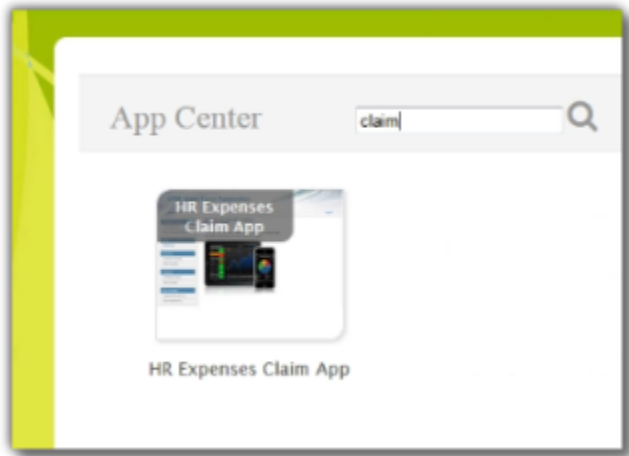 App Center
claim
HR Expenses
Claim App
HR Expenses Claim App